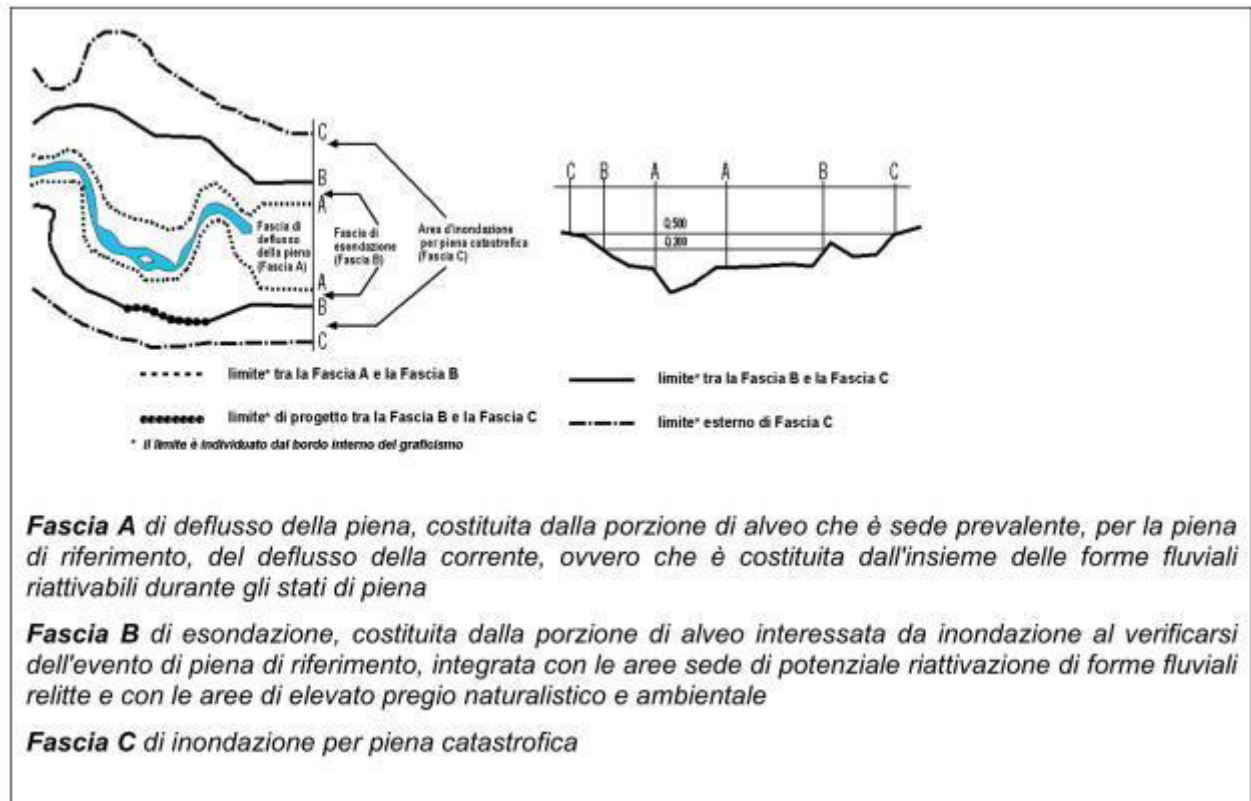 C
B
A
A
B
C
Fascia di
deflusso
della piena
(Fascia A)
Fascia di
esondazione
(Fascia B)
Area d'inondazione
per piena catastrofica
(Fascia C)
C B A A B C
Q.500
Q.200
limite* tra la Fascia A e la Fascia B
limite* tra la Fascia B e la Fascia C
limite* di progetto tra la Fascia B e la Fascia C
limite* esterno di Fascia C
* Il limite è individuato dal bordo interno del graficismo
Fascia A di deflusso della piena, costituita dalla porzione di alveo che è sede prevalente, per la piena
di riferimento, del deflusso della corrente, ovvero che è costituita dall'insieme delle forme fluviali
riattivabili durante gli stati di piena
Fascia B di esondazione, costituita dalla porzione di alveo interessata da inondazione al verificarsi
dell'evento di piena di riferimento, integrata con le aree sede di potenziale riattivazione di forme fluviali
relitte e con le aree di elevato pregio naturalistico e ambientale
Fascia C di inondazione per piena catastrofica